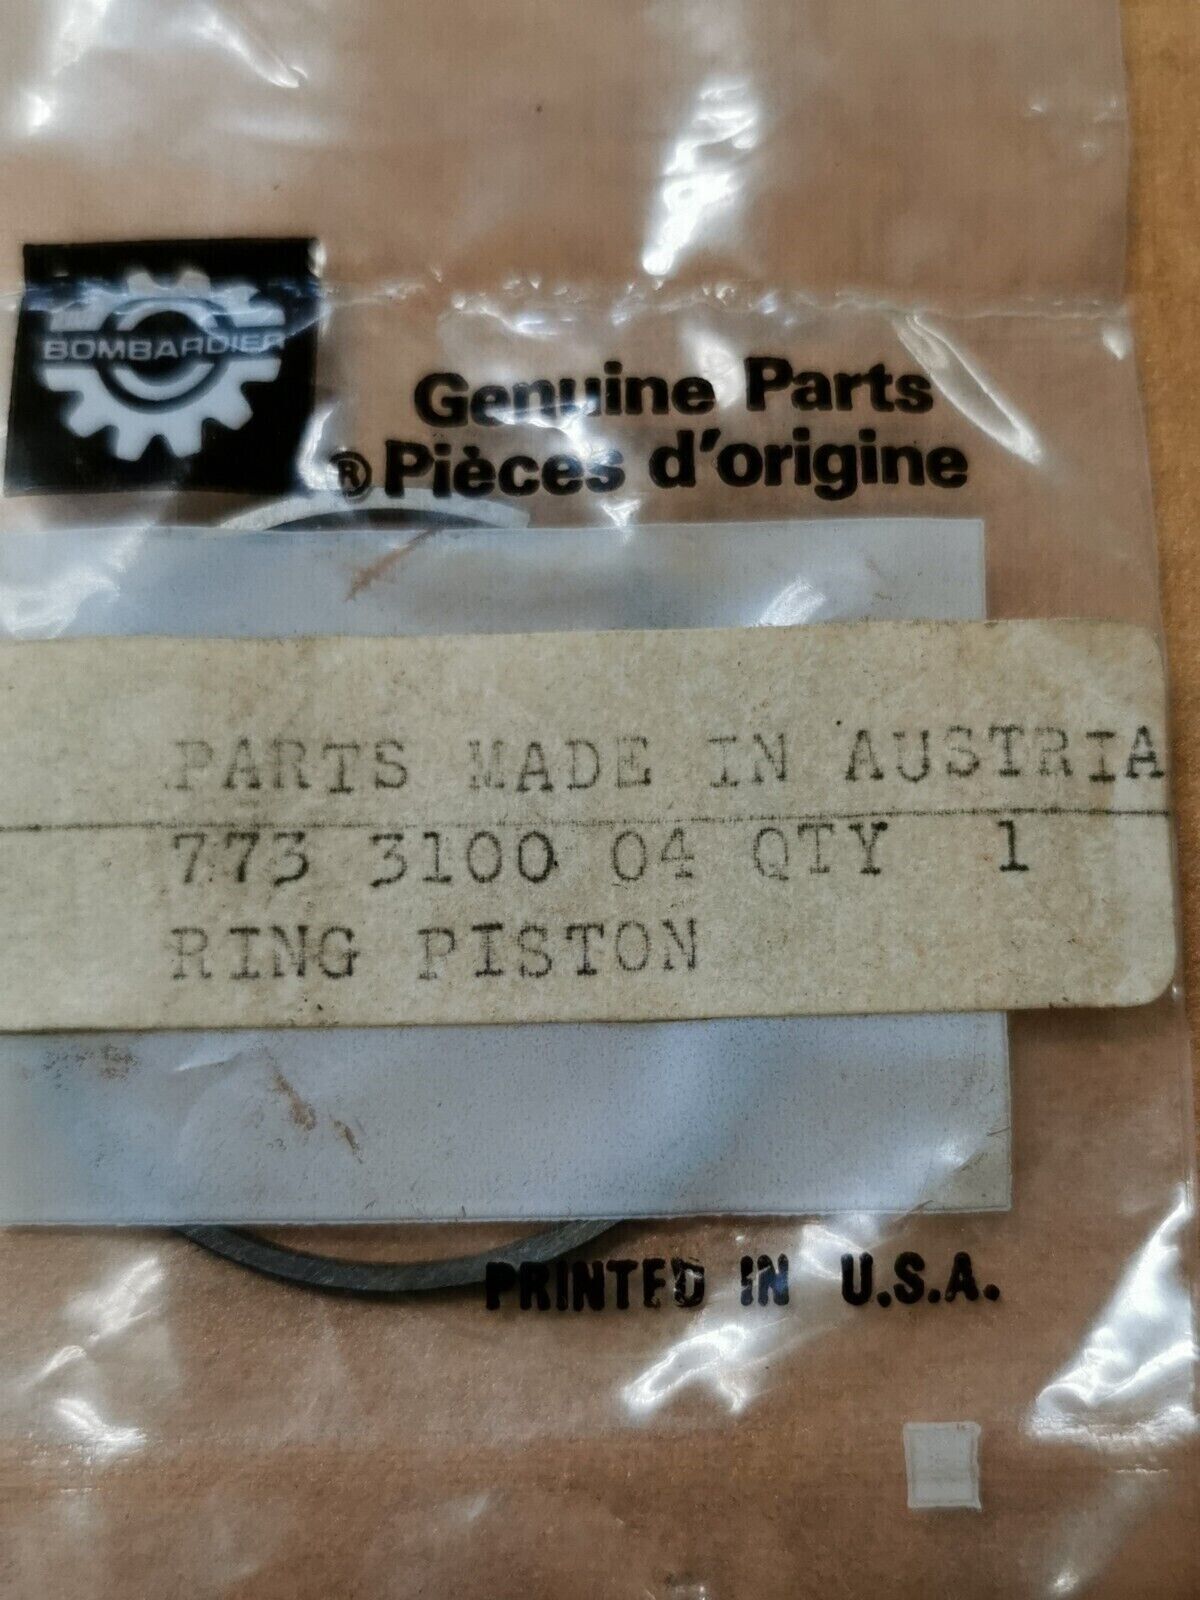 BOMBARDIER
Genuine Parts
® Pièces d'origine
PARTS MADE IN AUSTRIA
773 3100 04 QTY 1
RING PISTON
PRINTED IN U.S.A.